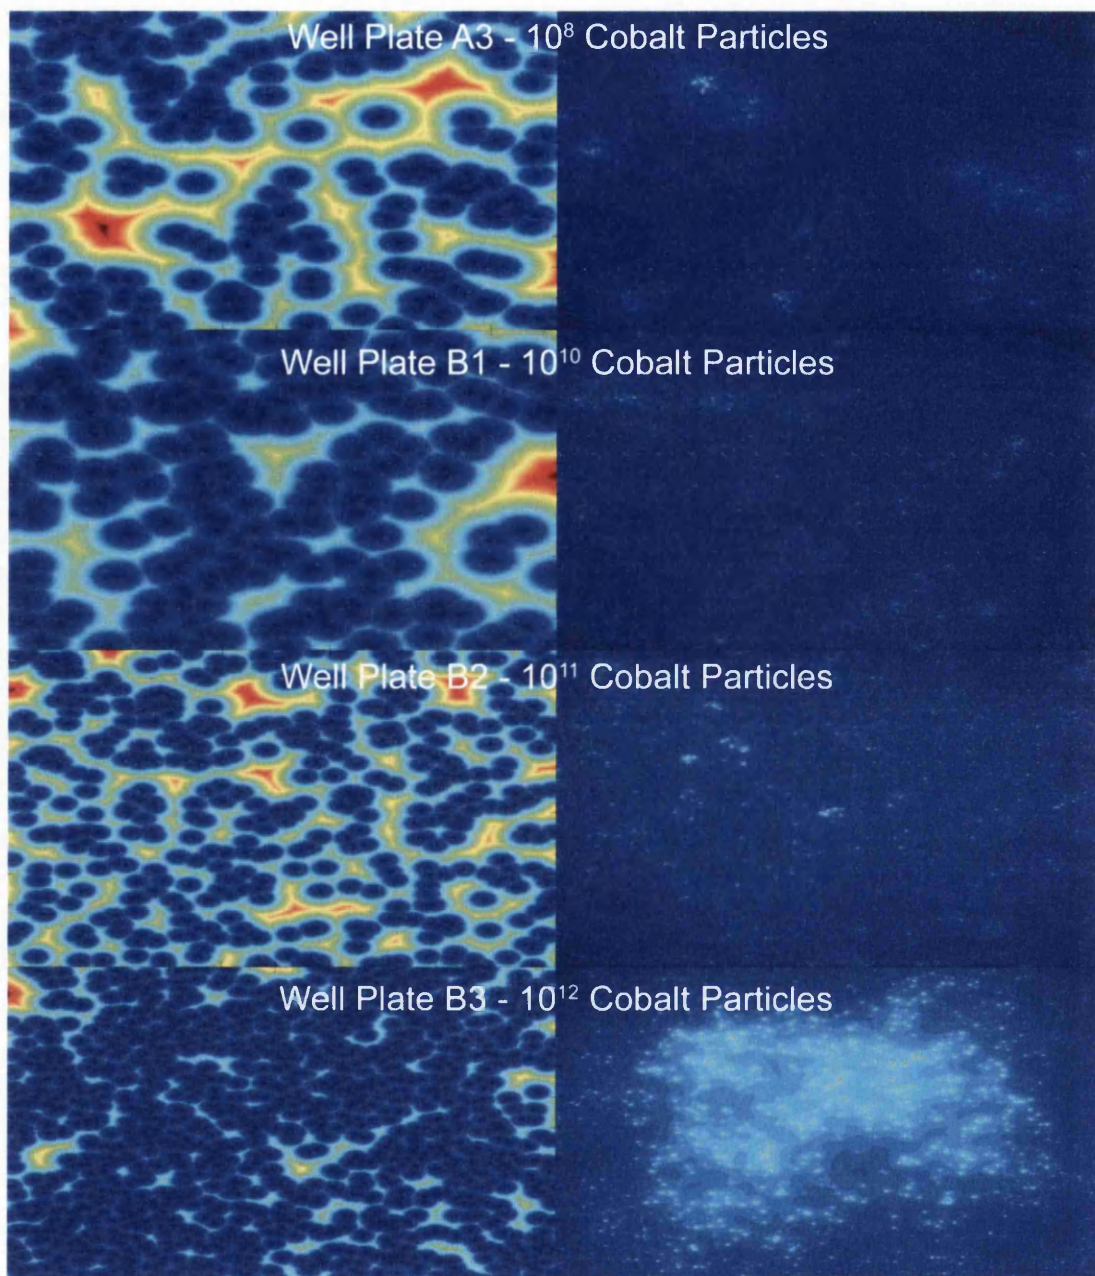 Well Plate A3 - 10⁸ Cobalt Particles
Well Plate B1 - 10¹⁰ Cobalt Particles
Well Plate B2 - 10¹¹ Cobalt Particles
Well Plate B3 - 10¹² Cobalt Particles